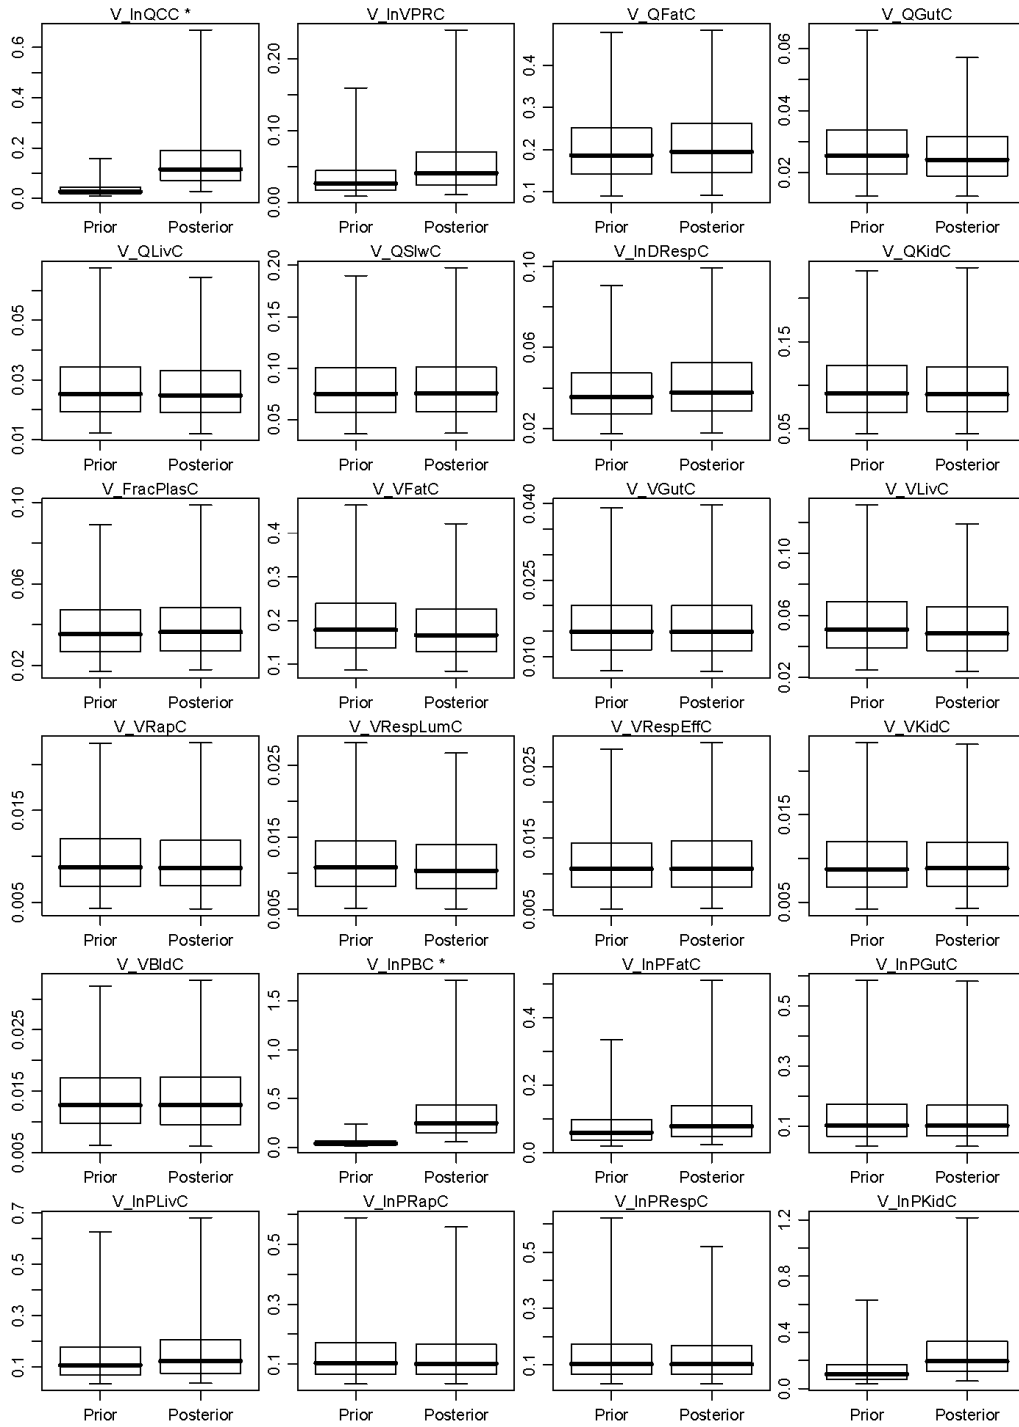 V_lnQCC * V_lnVPRC V_QFatC V_QGutC
0.0 0.2 0.4 0.6
0.00 0.10 0.20
0.1 0.2 0.3 0.4
0.02 0.04 0.06
Prior Posterior Prior Posterior Prior Posterior Prior Posterior
V_QLivC V_QSlwC V_lnDRespC V_QKidC
0.01 0.03 0.05
0.05 0.10 0.15 0.20
0.02 0.06 0.10
0.05 0.15
Prior Posterior Prior Posterior Prior Posterior Prior Posterior
V_FracPlasC V_VFatC V_VGutC V_VLivC
0.02 0.06 0.10
0.1 0.2 0.3 0.4
0.010 0.025 0.040
0.02 0.06 0.10
Prior Posterior Prior Posterior Prior Posterior Prior Posterior
V_VRapC V_VRespLumC V_VRespEffC V_VKidC
0.005 0.015
0.005 0.015 0.025
0.005 0.015 0.025
0.005 0.015
Prior Posterior Prior Posterior Prior Posterior Prior Posterior
V_VBldC V_lnPBC * V_lnPFatC V_lnPGutC
0.005 0.015 0.025
0.0 0.5 1.0 1.5
0.0 0.2 0.4
0.1 0.3 0.5
Prior Posterior Prior Posterior Prior Posterior Prior Posterior
V_lnPLivC V_lnPRapC V_lnPRespC V_lnPKidC
0.1 0.3 0.5 0.7
0.1 0.3 0.5
0.1 0.3 0.5
0.0 0.4 0.8 1.2
Prior Posterior Prior Posterior Prior Posterior Prior Posterior